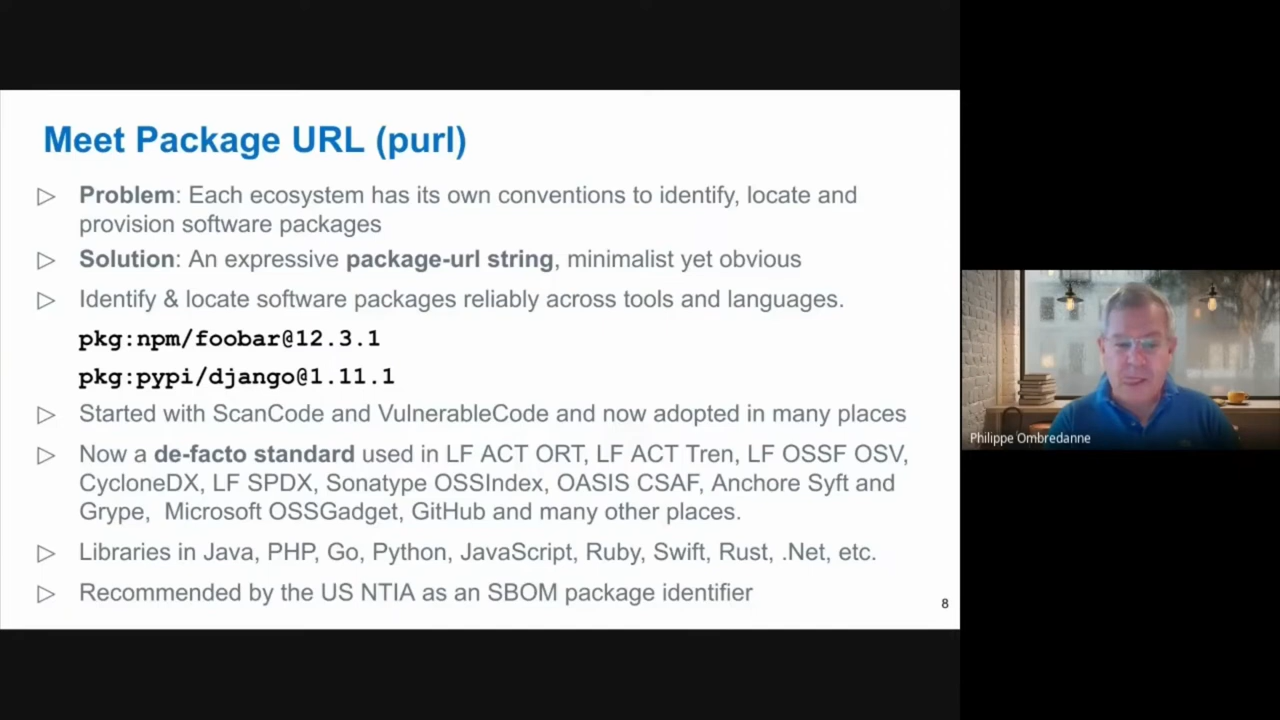 Meet Package URL (purl)
▷ Problem: Each ecosystem has its own conventions to identify, locate and
provision software packages
▷ Solution: An expressive package-url string, minimalist yet obvious
▷ Identify & locate software packages reliably across tools and languages.
pkg:npm/foobar@12.3.1
pkg:pypi/django@1.11.1
▷ Started with ScanCode and VulnerableCode and now adopted in many places
▷ Now a de-facto standard used in LF ACT ORT, LF ACT Tren, LF OSSF OSV,
CycloneDX, LF SPDX, Sonatype OSSIndex, OASIS CSAF, Anchore Syft and
Grype, Microsoft OSSGadget, GitHub and many other places.
▷ Libraries in Java, PHP, Go, Python, JavaScript, Ruby, Swift, Rust, .Net, etc.
▷ Recommended by the US NTIA as an SBOM package identifier
8
Philippe Ombredanne